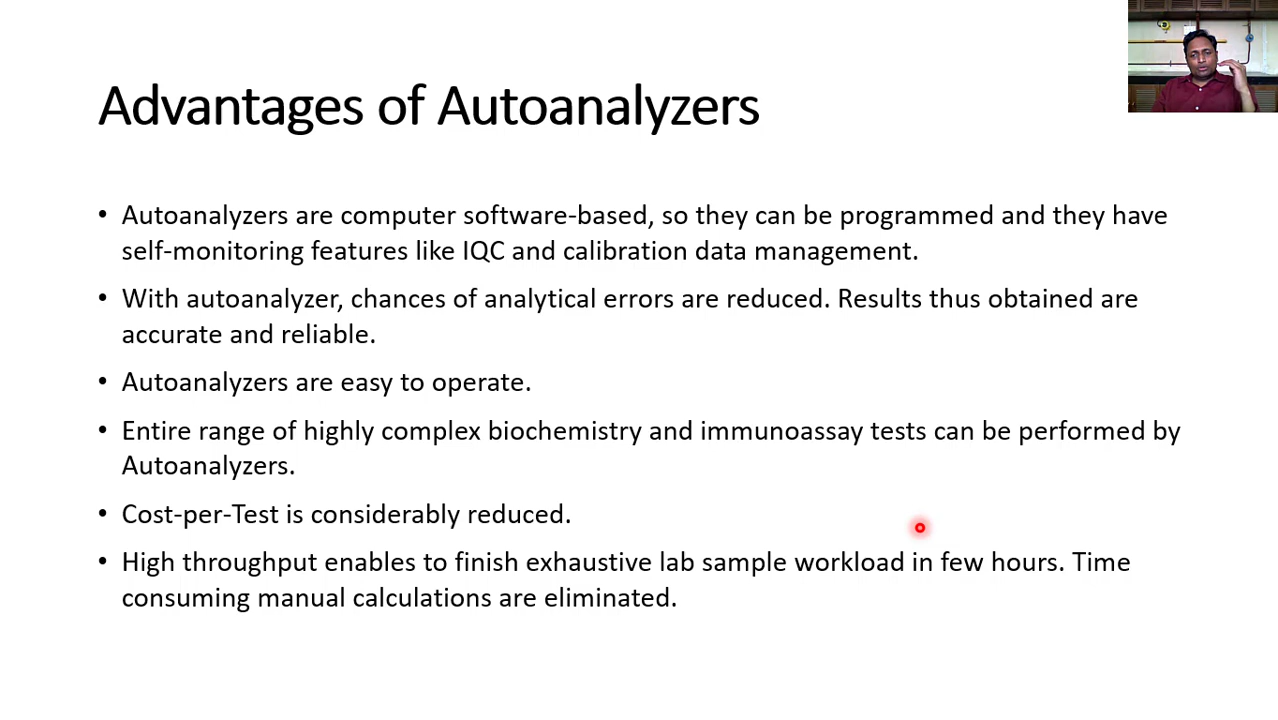 Advantages of Autoanalyzers
• Autoanalyzers are computer software-based, so they can be programmed and they have
self-monitoring features like IQC and calibration data management.
• With autoanalyzer, chances of analytical errors are reduced. Results thus obtained are
accurate and reliable.
• Autoanalyzers are easy to operate.
• Entire range of highly complex biochemistry and immunoassay tests can be performed by
Autoanalyzers.
• Cost-per-Test is considerably reduced.
• High throughput enables to finish exhaustive lab sample workload in few hours. Time
consuming manual calculations are eliminated.